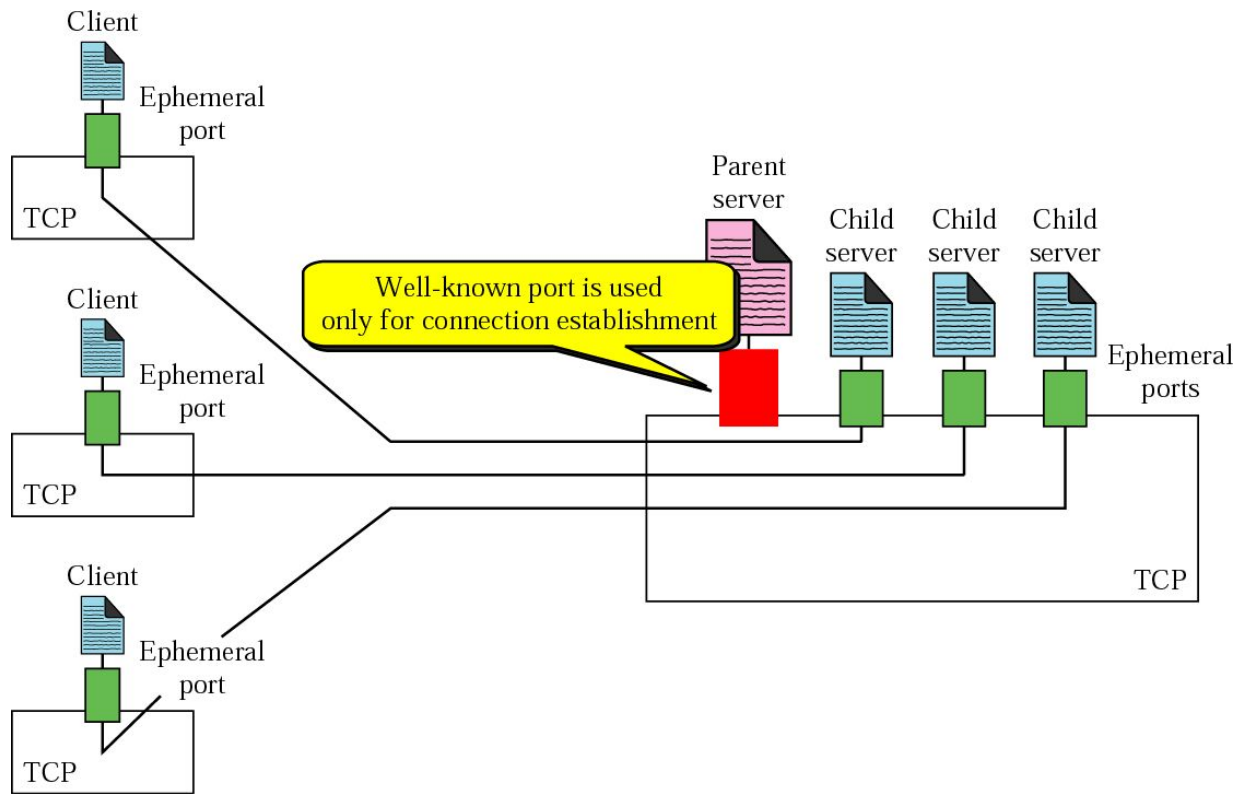 Client
Ephemeral
port
TCP
Client
Ephemeral
port
TCP
Client
Ephemeral
port
TCP
Well-known port is used
only for connection establishment
Parent
server
Child
server
Child
server
Child
server
Ephemeral
ports
TCP